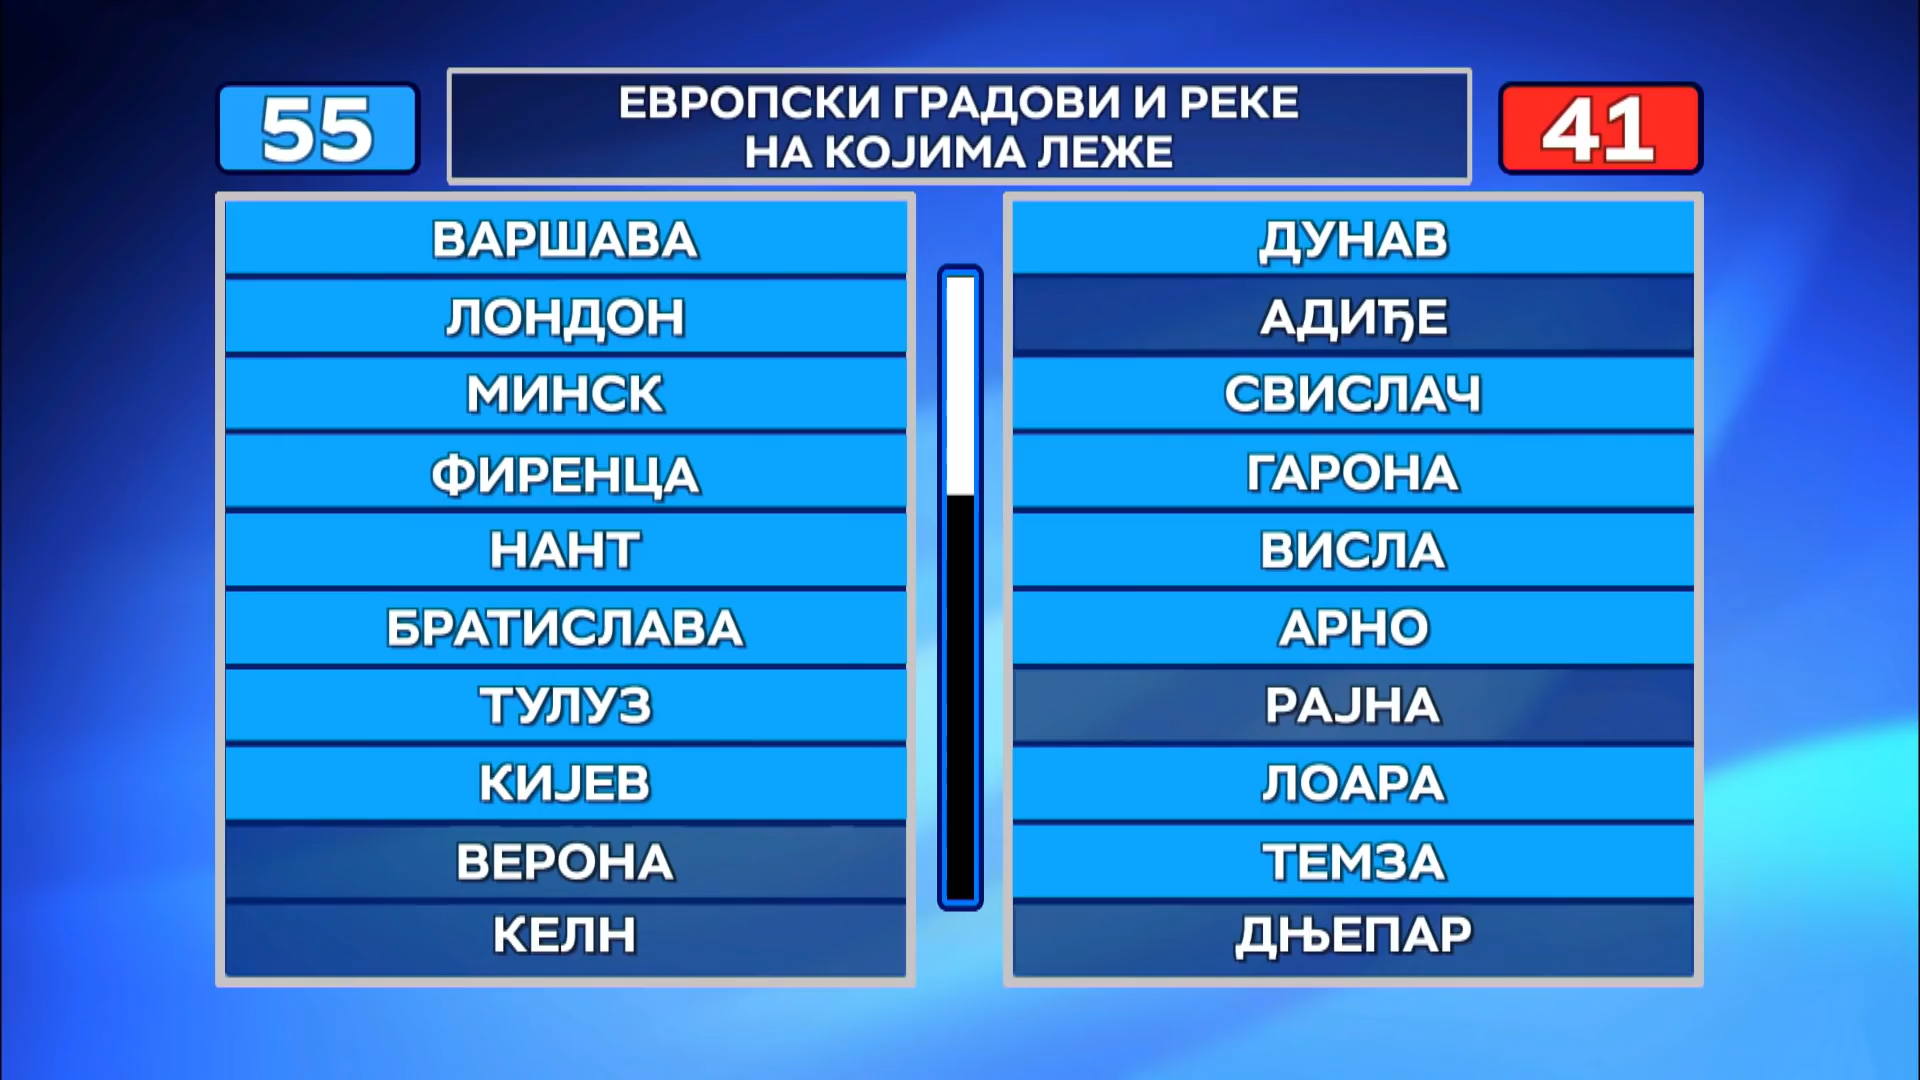 55
ЕВРОПСКИ ГРАДОВИ И РЕКЕ
НА КОЈИМА ЛЕЖЕ
41
ВАРШАВА
ДУНАВ
ЛОНДОН
АДИЂЕ
МИНСК
СВИСЛАЧ
ФИРЕНЦА
ГАРОНА
НАНТ
ВИСЛА
БРАТИСЛАВА
АРНО
ТУЛУЗ
РАЈНА
КИЈЕВ
ЛОАРА
ВЕРОНА
ТЕМЗА
КЕЛН
ДЊЕПАР